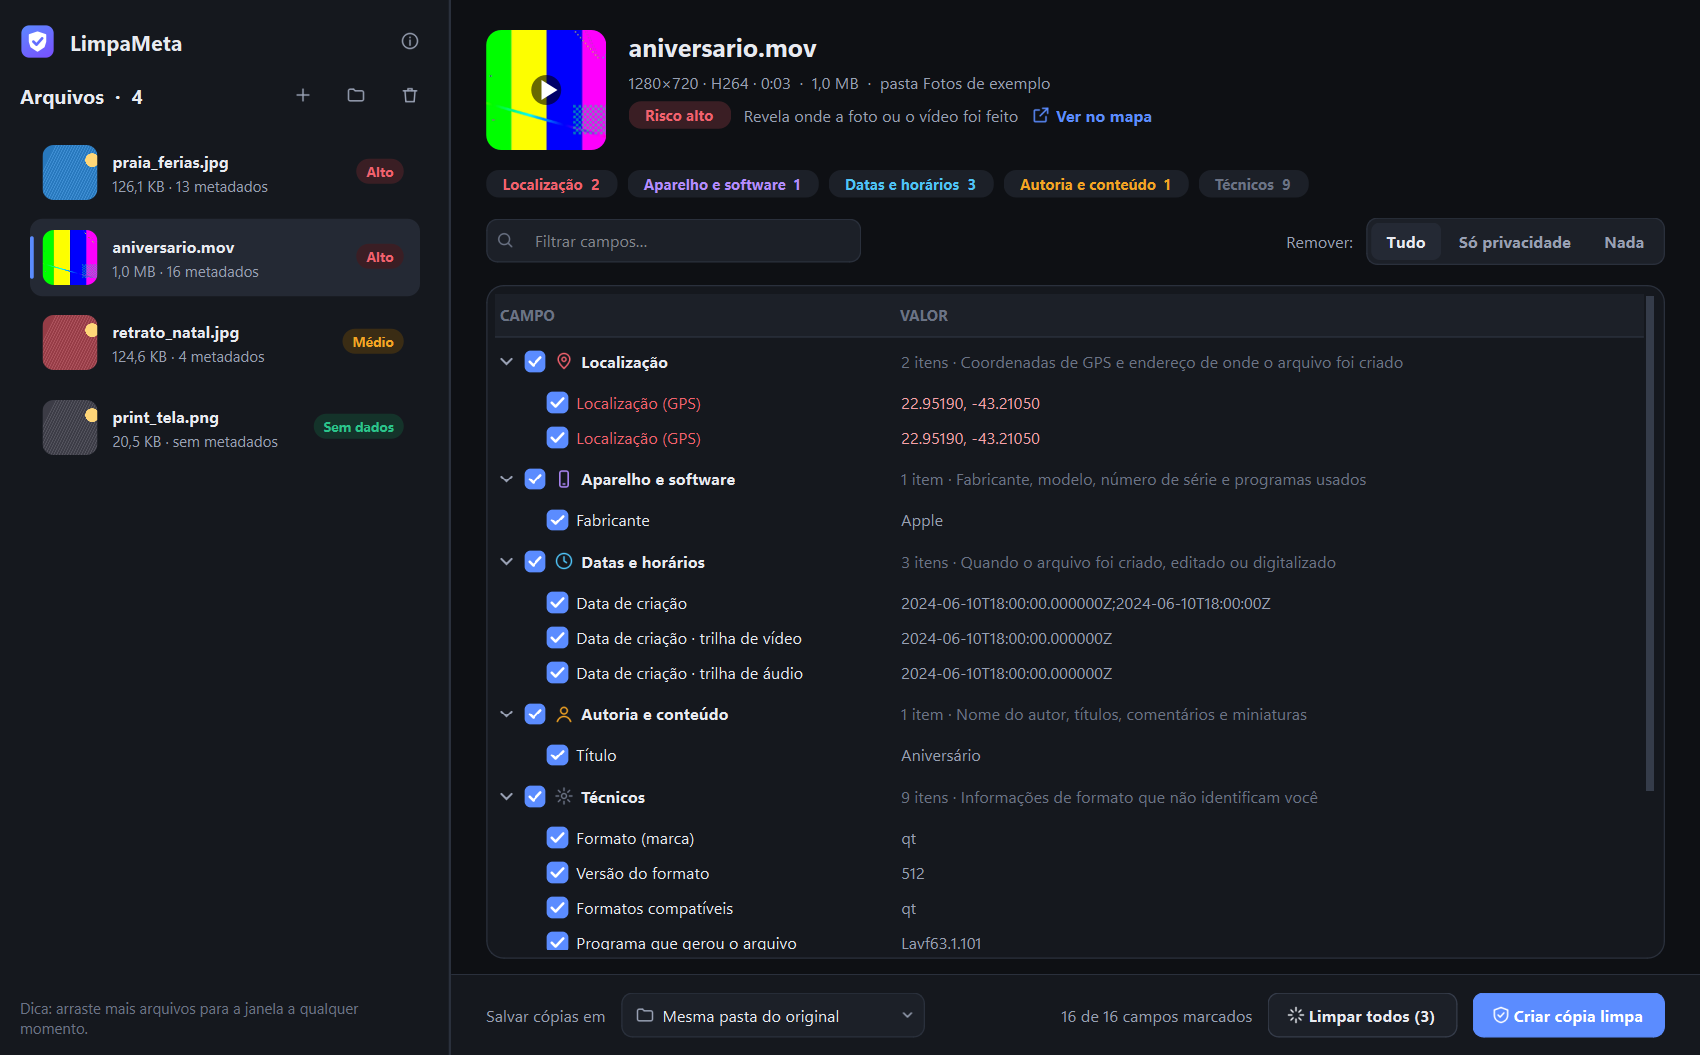 LimpaMeta
Arquivos · 4
praia_ferias.jpg
126,1 KB · 13 metadados
Alto
aniversario.mov
1,0 MB · 16 metadados
Alto
retrato_natal.jpg
124,6 KB · 4 metadados
Médio
print_tela.png
20,5 KB · sem metadados
Sem dados
Dica: arraste mais arquivos para a janela a qualquer
momento.
aniversario.mov
1280×720 · H264 · 0:03 · 1,0 MB · pasta Fotos de exemplo
Risco alto Revela onde a foto ou o vídeo foi feito Ver no mapa
Localização 2 Aparelho e software 1 Datas e horários 3 Autoria e conteúdo 1 Técnicos 9
Filtrar campos...
Remover: Tudo Só privacidade Nada
CAMPO VALOR
Localização 2 itens · Coordenadas de GPS e endereço de onde o arquivo foi criado
Localização (GPS) 22.95190, -43.21050
Localização (GPS) 22.95190, -43.21050
Aparelho e software 1 item · Fabricante, modelo, número de série e programas usados
Fabricante Apple
Datas e horários 3 itens · Quando o arquivo foi criado, editado ou digitalizado
Data de criação 2024-06-10T18:00:00.000000Z;2024-06-10T18:00:00Z
Data de criação · trilha de vídeo 2024-06-10T18:00:00.000000Z
Data de criação · trilha de áudio 2024-06-10T18:00:00.000000Z
Autoria e conteúdo 1 item · Nome do autor, títulos, comentários e miniaturas
Título Aniversário
Técnicos 9 itens · Informações de formato que não identificam você
Formato (marca) qt
Versão do formato 512
Formatos compatíveis qt
Programa que gerou o arquivo Lavf63.1.101
Salvar cópias em Mesma pasta do original 16 de 16 campos marcados Limpar todos (3) Criar cópia limpa